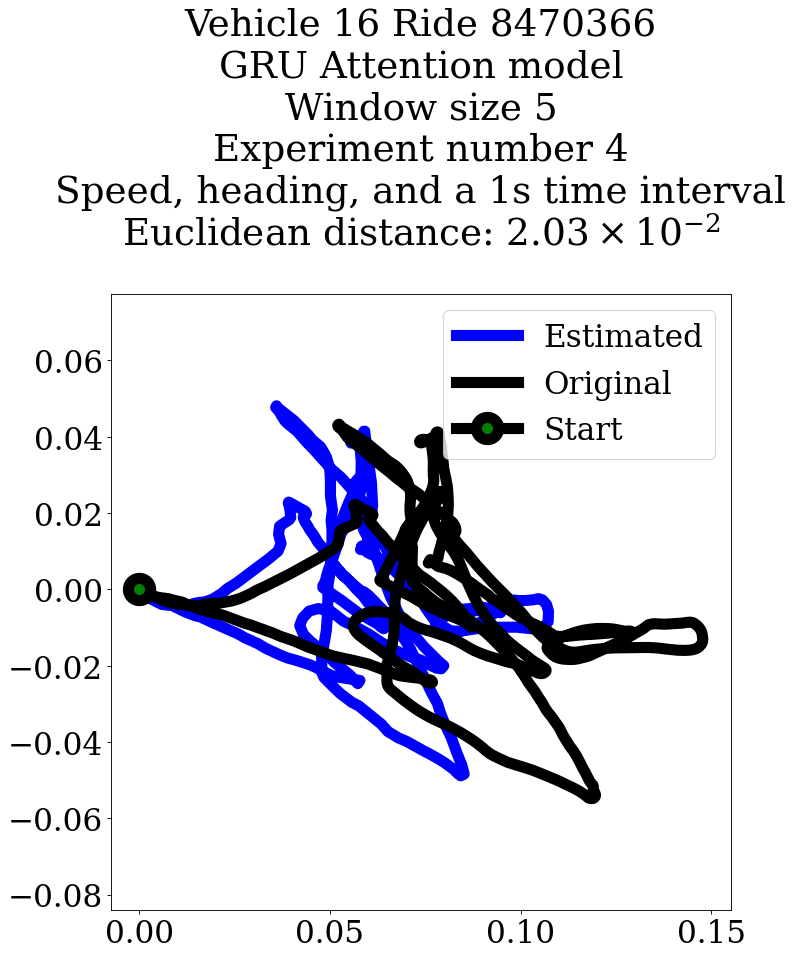 Vehicle 16 Ride 8470366
GRU Attention model
Window size 5
Experiment number 4
Speed, heading, and a 1s time interval
Euclidean distance: 2.03 × 10⁻²
Estimated
Original
Start
0.06
0.04
0.02
0.00
−0.02
−0.04
−0.06
−0.08
0.00 0.05 0.10 0.15